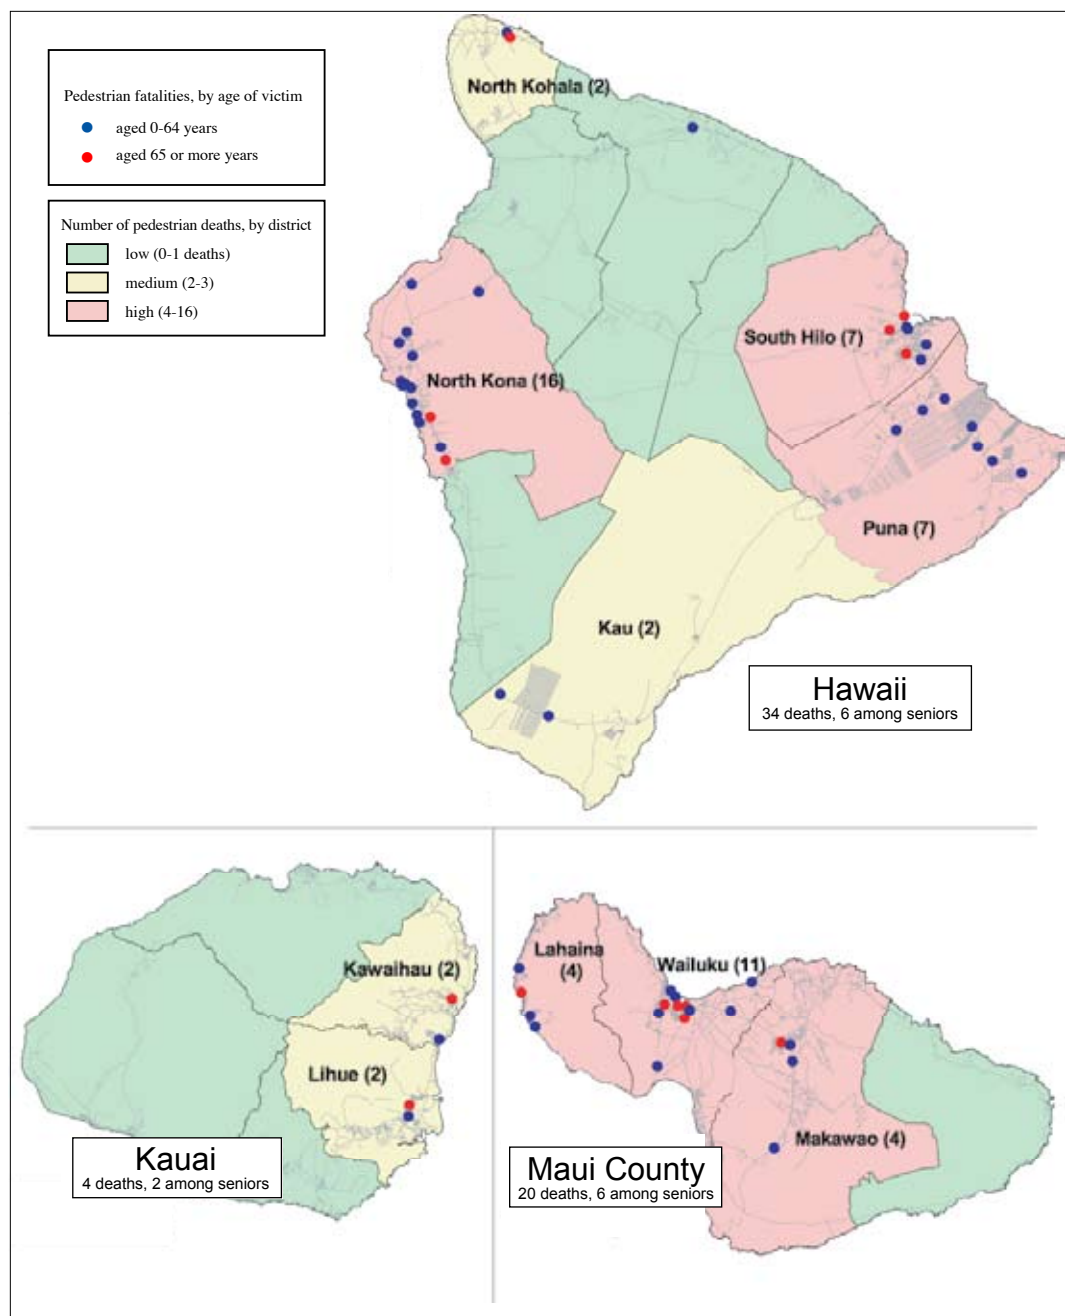 Pedestrian fatalities, by age of victim
aged 0-64 years
aged 65 or more years
Number of pedestrian deaths, by district
low (0-1 deaths)
medium (2-3)
high (4-16)
North Kohala (2)
South Hilo (7)
North Kona (16)
Puna (7)
Kau (2)
Hawaii
34 deaths, 6 among seniors
Kawaihau (2)
Lihue (2)
Kauai
4 deaths, 2 among seniors
Lahaina
(4)
Wailuku (11)
Makawao (4)
Maui County
20 deaths, 6 among seniors